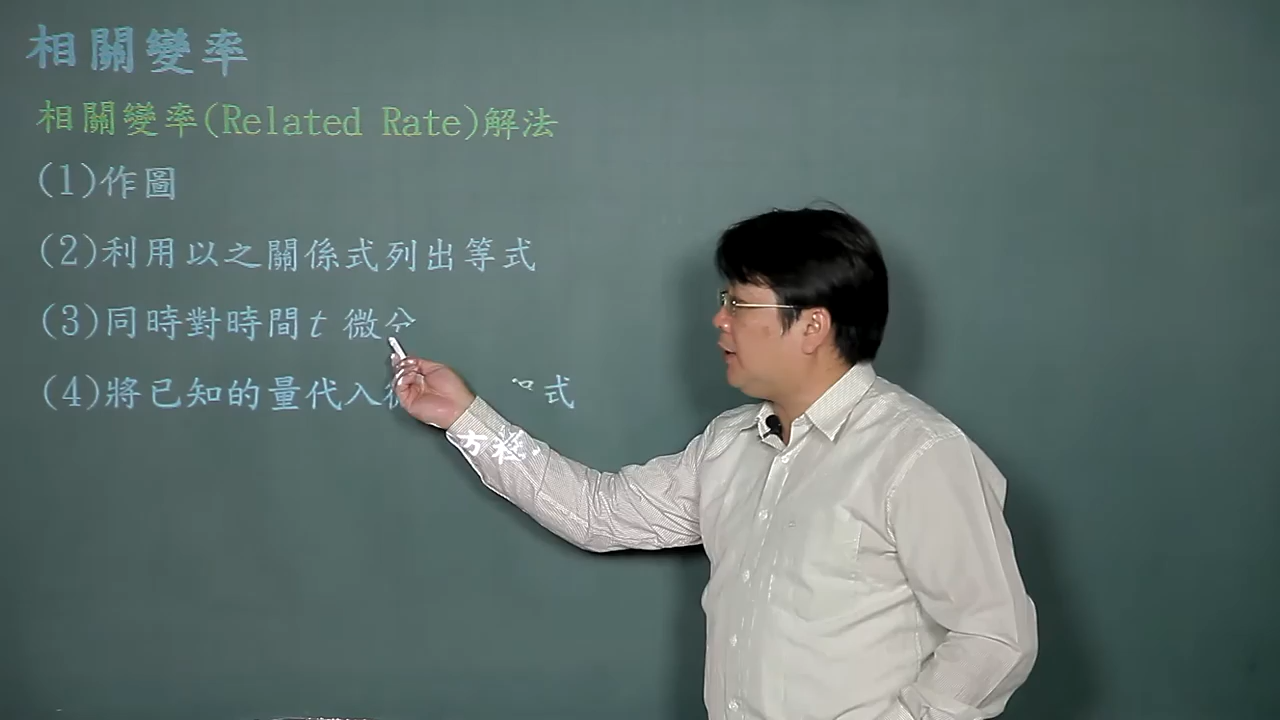 相關變率
相關變率(Related Rate)解法
(1)作圖
(2)利用以之關係式列出等式
(3)同時對時間t 微分
(4)將已知的量代入 式
方程